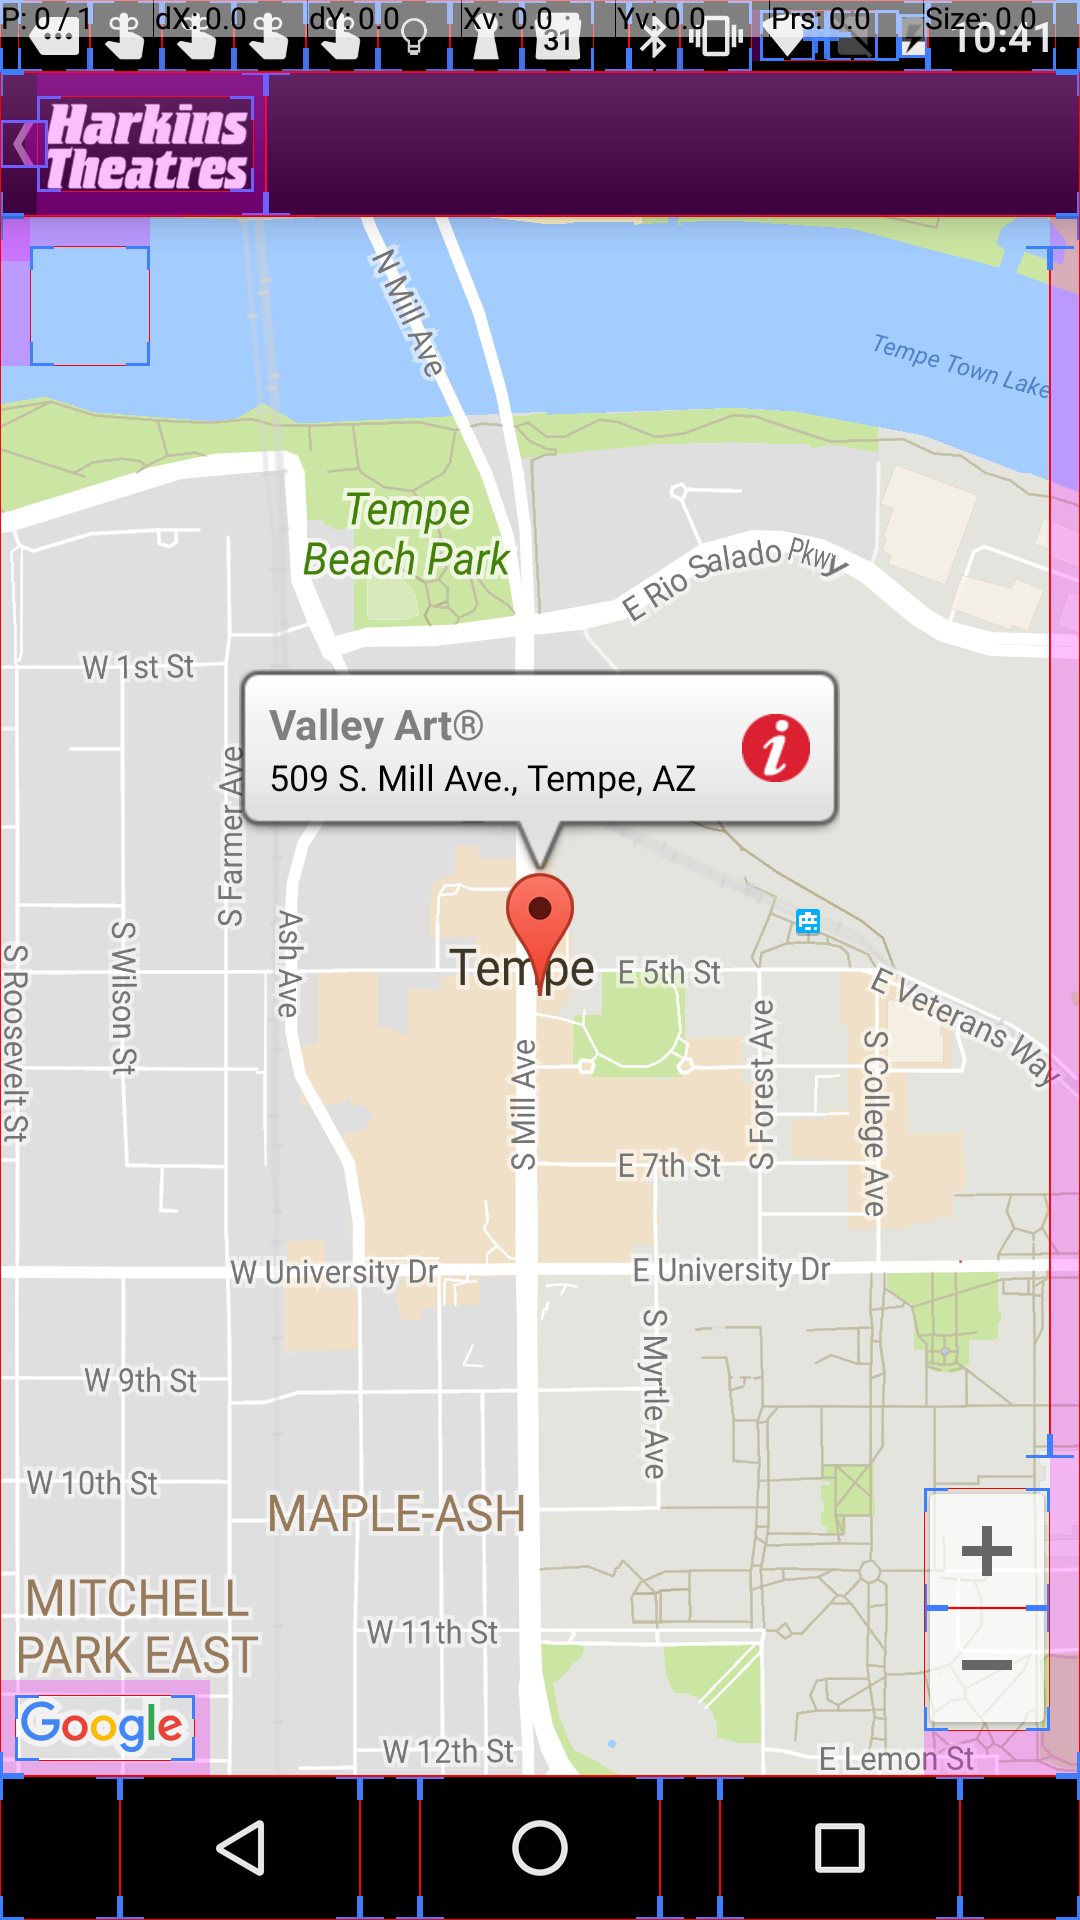 P: 0 / 1 dX: 0.0 dY: 0.0 Xv: 0.0 Yv: 0.0 Prs: 0.0 Size: 0.0
31 10:41
Harkins
Theatres
N Mill Ave
Tempe Town Lake
Tempe
Beach Park
E Rio Salado Pkwy
W 1st St
Valley Art®
509 S. Mill Ave., Tempe, AZ
i
S Farmer Ave
S Roosevelt St
S Wilson St
Ash Ave
Tempe
E 5th St
E Veterans Way
S Mill Ave
S Forest Ave
S College Ave
E 7th St
W University Dr
E University Dr
S Myrtle Ave
W 9th St
W 10th St
MAPLE-ASH
MITCHELL
PARK EAST
W 11th St
Google
W 12th St
E Lemon St